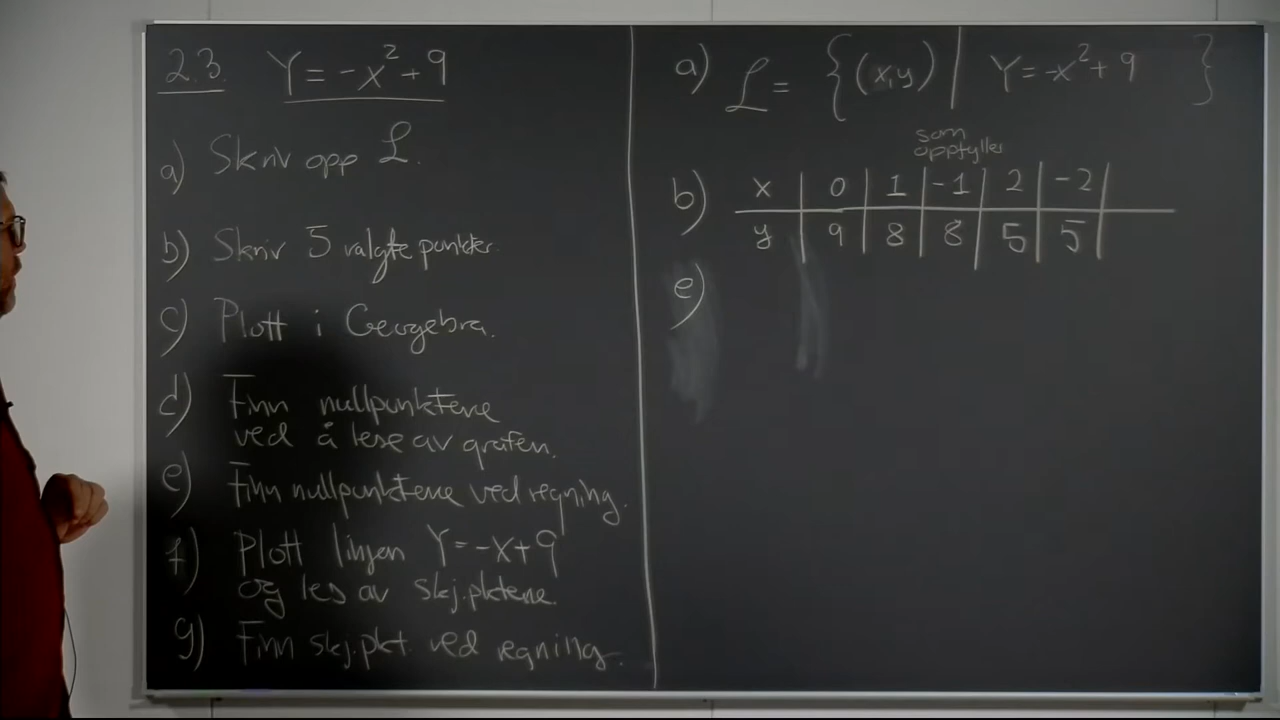 2.3. Y = -x² + 9
a) Skriv opp ℒ.
b) Skriv 5 valgte punkter.
c) Plott i Geogebra.
d) Finn nullpunktene
ved å lese av grafen.
e) Finn nullpunktene ved regning.
f) Plott linjen Y = -x + 9
og les av skj.pktene.
g) Finn skj.pkt. ved regning.
a) ℒ = { (x,y) | Y = -x² + 9 }
som
oppfyller
b) x | 0 | 1 | -1 | 2 | -2 |
y | 9 | 8 | 8 | 5 | 5 |
e)